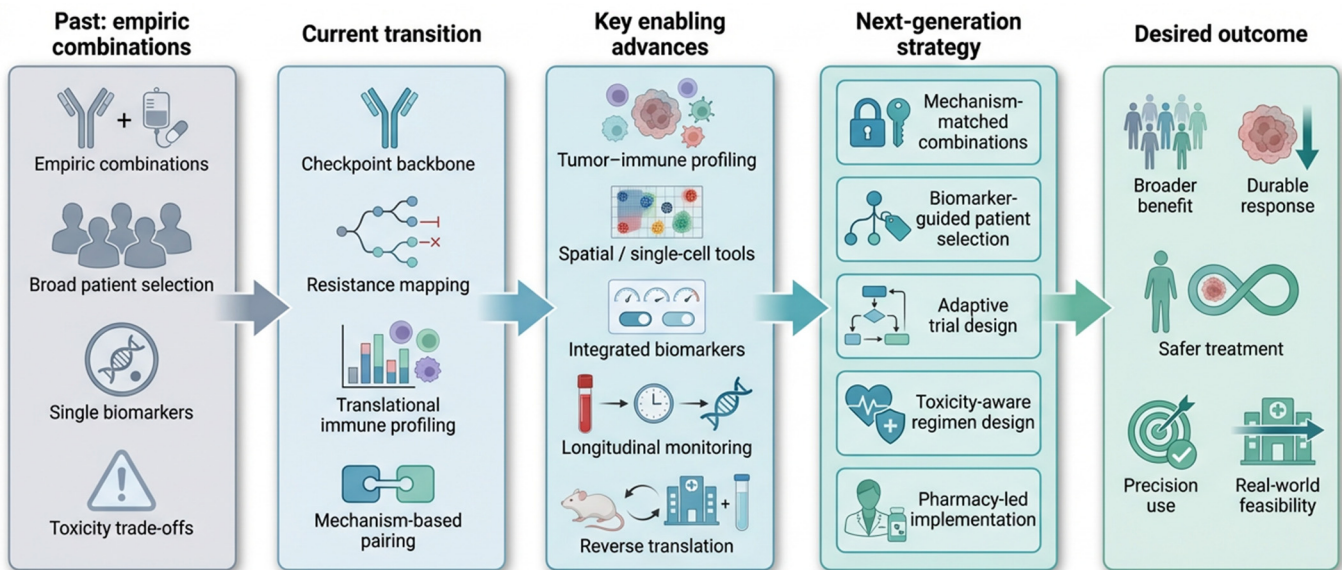 Past: empiric
combinations
Empiric combinations
Broad patient selection
Single biomarkers
Toxicity trade-offs
Current transition
Checkpoint backbone
Resistance mapping
Translational
immune profiling
Mechanism-based
pairing
Key enabling
advances
Tumor–immune profiling
Spatial / single-cell tools
Integrated biomarkers
Longitudinal monitoring
Reverse translation
Next-generation
strategy
Mechanism-
matched
combinations
Biomarker-
guided patient
selection
Adaptive
trial design
Toxicity-aware
regimen design
Pharmacy-led
implementation
Desired outcome
Broader
benefit
Durable
response
Safer treatment
Precision
use
Real-world
feasibility